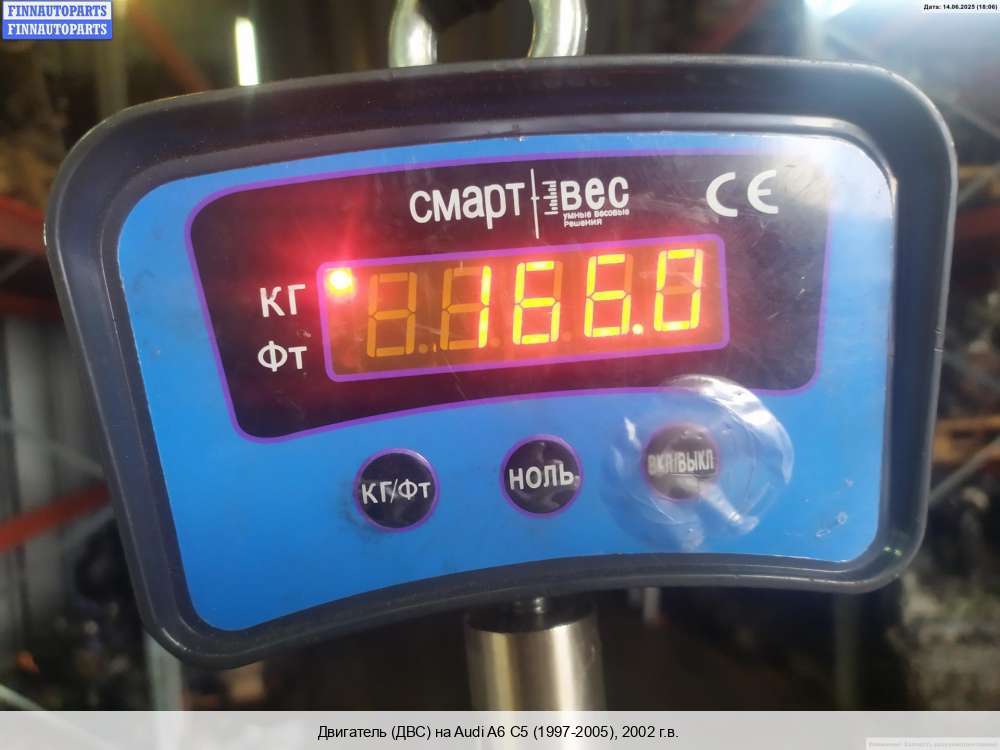 FINNAUTOPARTS
FINNAUTOPARTS
Дата: 14.06.2025 (18:06)
смарт вес
умные весовые
решения
CE
КГ
166.0
Фт
КГ/Фт
НОЛЬ
ВКЛ/ВЫКЛ
Двигатель (ДВС) на Audi A6 C5 (1997-2005), 2002 г.в.